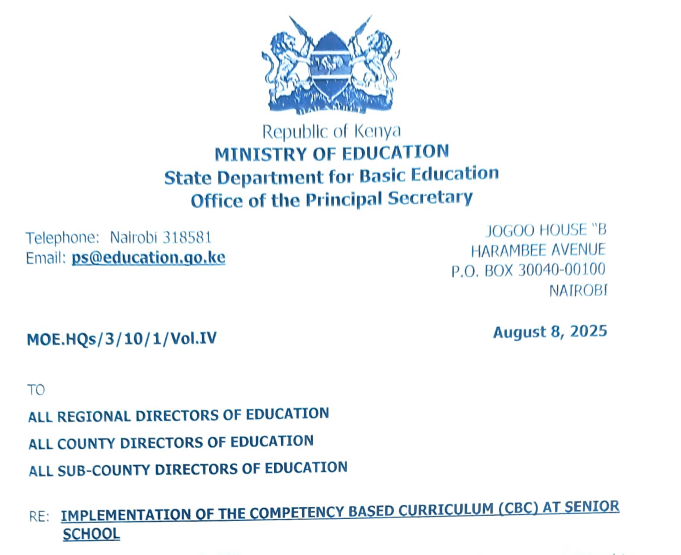 Republic of Kenya
MINISTRY OF EDUCATION
State Department for Basic Education
Office of the Principal Secretary
Telephone: Nairobi 318581
Email: ps@education.go.ke
JOGOO HOUSE "B
HARAMBEE AVENUE
P.O. BOX 30040-00100
NAIROBI
MOE.HQs/3/10/1/Vol.IV
August 8, 2025
TO
ALL REGIONAL DIRECTORS OF EDUCATION
ALL COUNTY DIRECTORS OF EDUCATION
ALL SUB-COUNTY DIRECTORS OF EDUCATION
RE: IMPLEMENTATION OF THE COMPETENCY BASED CURRICULUM (CBC) AT SENIOR
SCHOOL